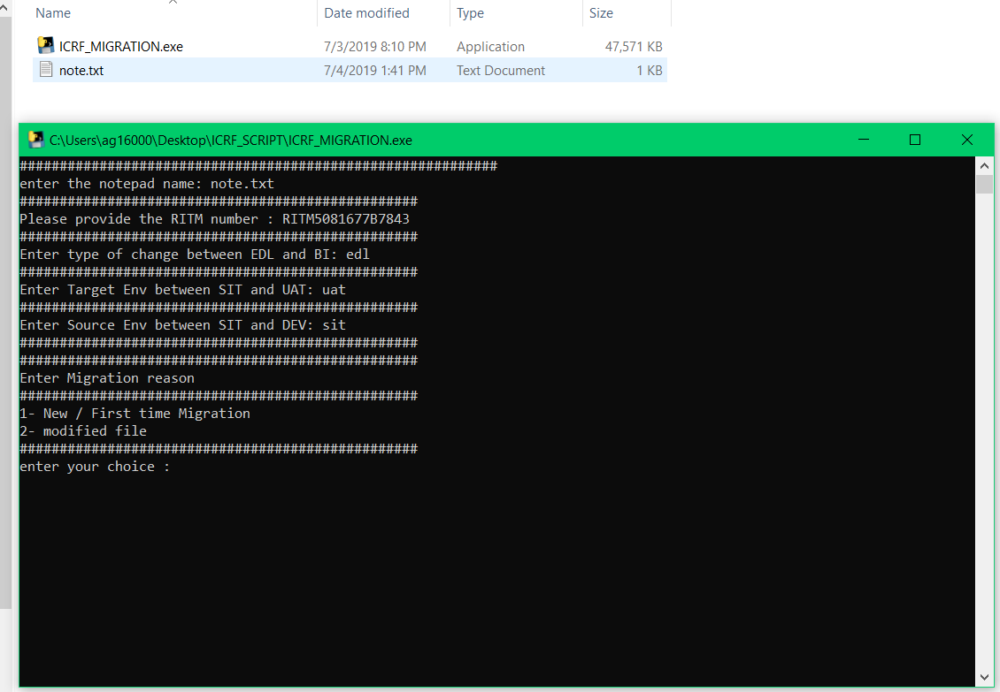 Name Date modified Type Size
ICRF_MIGRATION.exe 7/3/2019 8:10 PM Application 47,571 KB
note.txt 7/4/2019 1:41 PM Text Document 1 KB
C:\Users\ag16000\Desktop\ICRF_SCRIPT\ICRF_MIGRATION.exe
############################################################
enter the notepad name: note.txt
##################################################
Please provide the RITM number : RITM5081677B7843
##################################################
Enter type of change between EDL and BI: edl
##################################################
Enter Target Env between SIT and UAT: uat
##################################################
Enter Source Env between SIT and DEV: sit
##################################################
##################################################
Enter Migration reason
##################################################
1- New / First time Migration
2- modified file
##################################################
enter your choice :